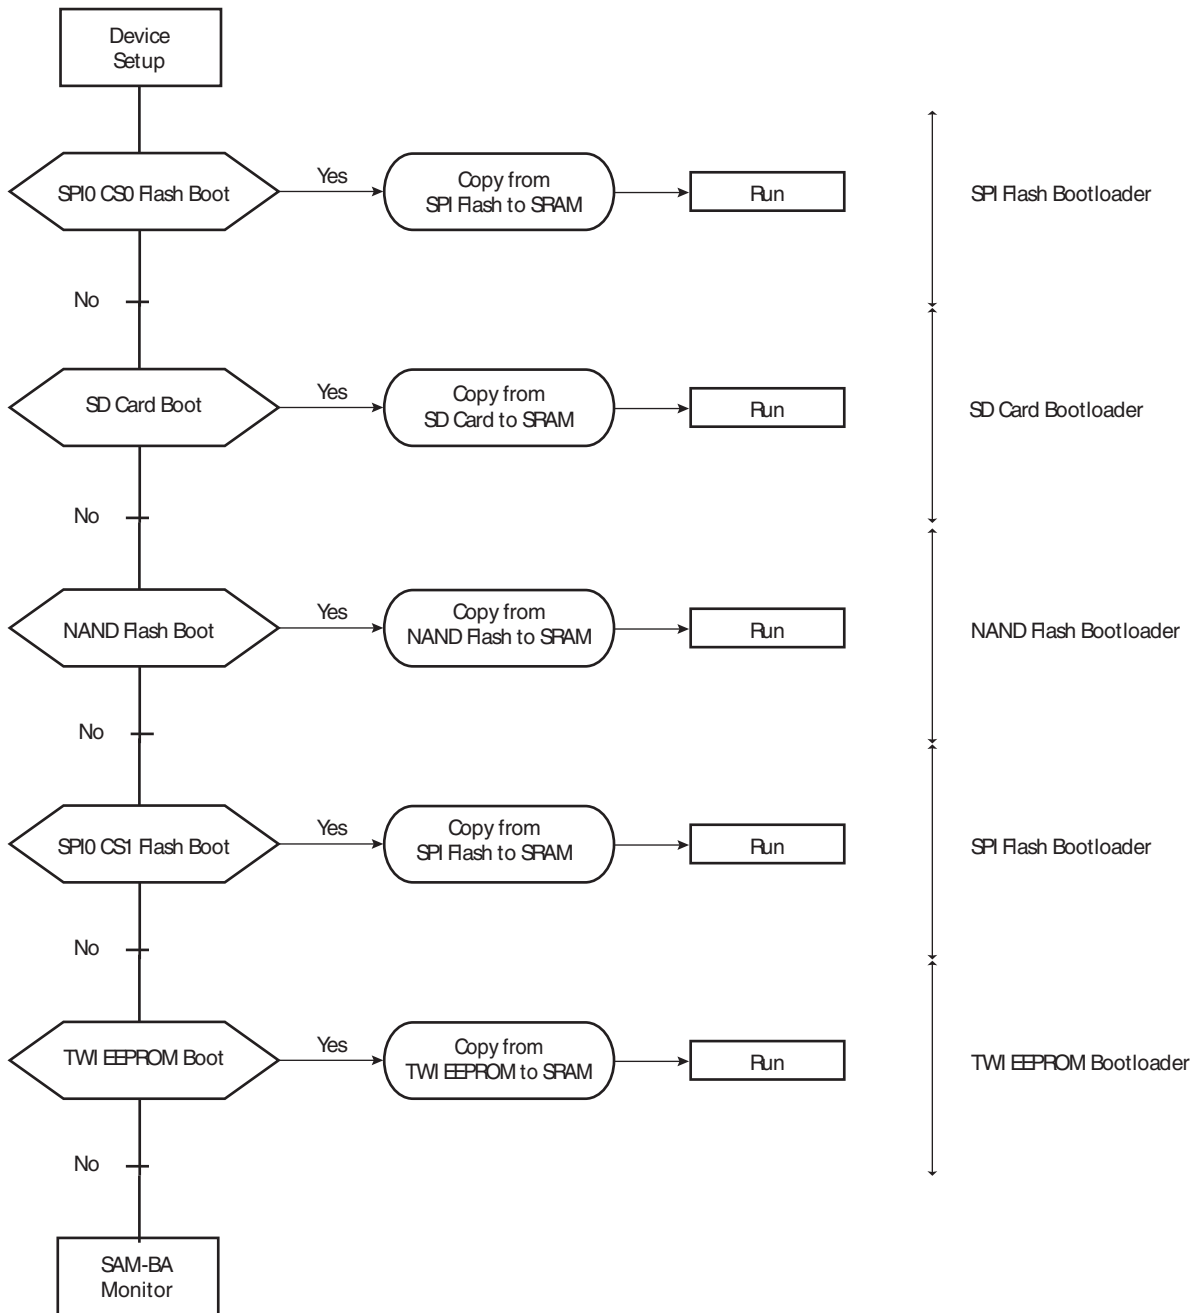 Device
Setup
SPI0 CS0 Flash Boot
Yes
Copy from
SPI Flash to SRAM
Run
SPI Flash Bootloader
No
SD Card Boot
Yes
Copy from
SD Card to SRAM
Run
SD Card Bootloader
No
NAND Flash Boot
Yes
Copy from
NAND Flash to SRAM
Run
NAND Flash Bootloader
No
SPI0 CS1 Flash Boot
Yes
Copy from
SPI Flash to SRAM
Run
SPI Flash Bootloader
No
TWI EEPROM Boot
Yes
Copy from
TWI EEPROM to SRAM
Run
TWI EEPROM Bootloader
No
SAM-BA
Monitor